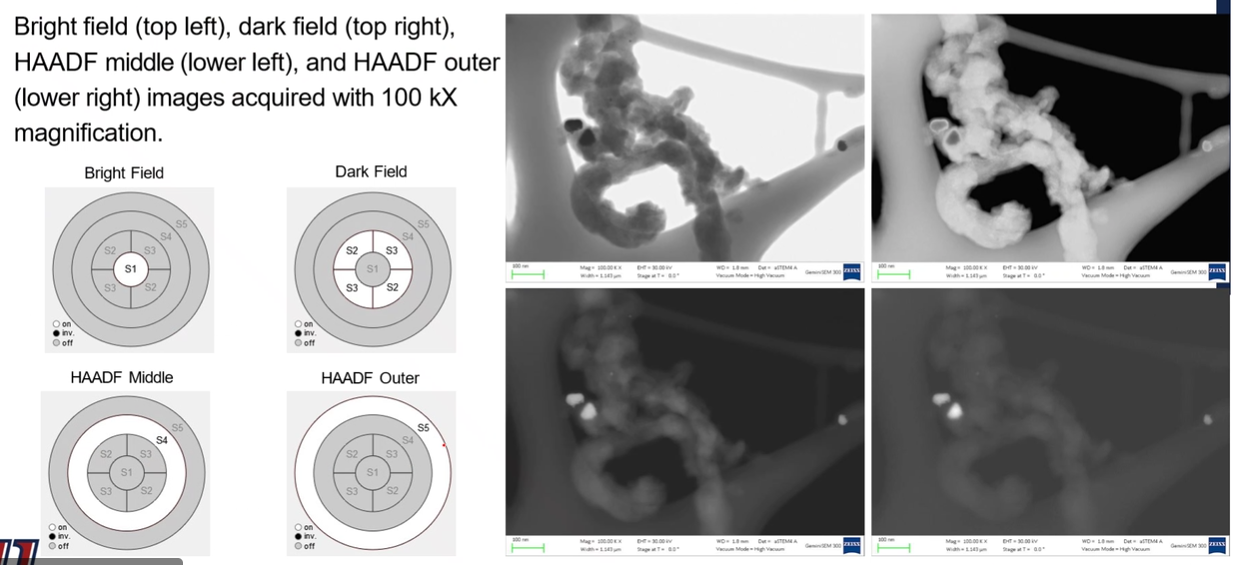 Bright field (top left), dark field (top right),
HAADF middle (lower left), and HAADF outer
(lower right) images acquired with 100 kX
magnification.
Bright Field
S5
S4
S2
S3
S1
S3
S2
on
inv.
off
Dark Field
S5
S4
S2
S3
S1
S3
S2
on
inv.
off
HAADF Middle
S5
S4
S2
S3
S1
S3
S2
on
inv.
off
HAADF Outer
S5
S4
S2
S3
S1
S3
S2
on
inv.
off
100 nm
Mag = 100.00 K X
EHT = 30.00 kV
WD = 1.8 mm
Det = aSTEM4 A
Width = 1.143 µm
Stage at T = 0.0 °
Vacuum Mode = High Vacuum
GeminiSEM 300
ZEISS
100 nm
Mag = 100.00 K X
EHT = 30.00 kV
WD = 1.8 mm
Det = aSTEM4 A
Width = 1.143 µm
Stage at T = 0.0 °
Vacuum Mode = High Vacuum
GeminiSEM 300
ZEISS
100 nm
Mag = 100.00 K X
EHT = 30.00 kV
WD = 1.8 mm
Det = aSTEM4 A
Width = 1.143 µm
Stage at T = 0.0 °
Vacuum Mode = High Vacuum
GeminiSEM 300
ZEISS
100 nm
Mag = 100.00 K X
EHT = 30.00 kV
WD = 1.8 mm
Det = aSTEM4 A
Width = 1.143 µm
Stage at T = 0.0 °
Vacuum Mode = High Vacuum
GeminiSEM 300
ZEISS